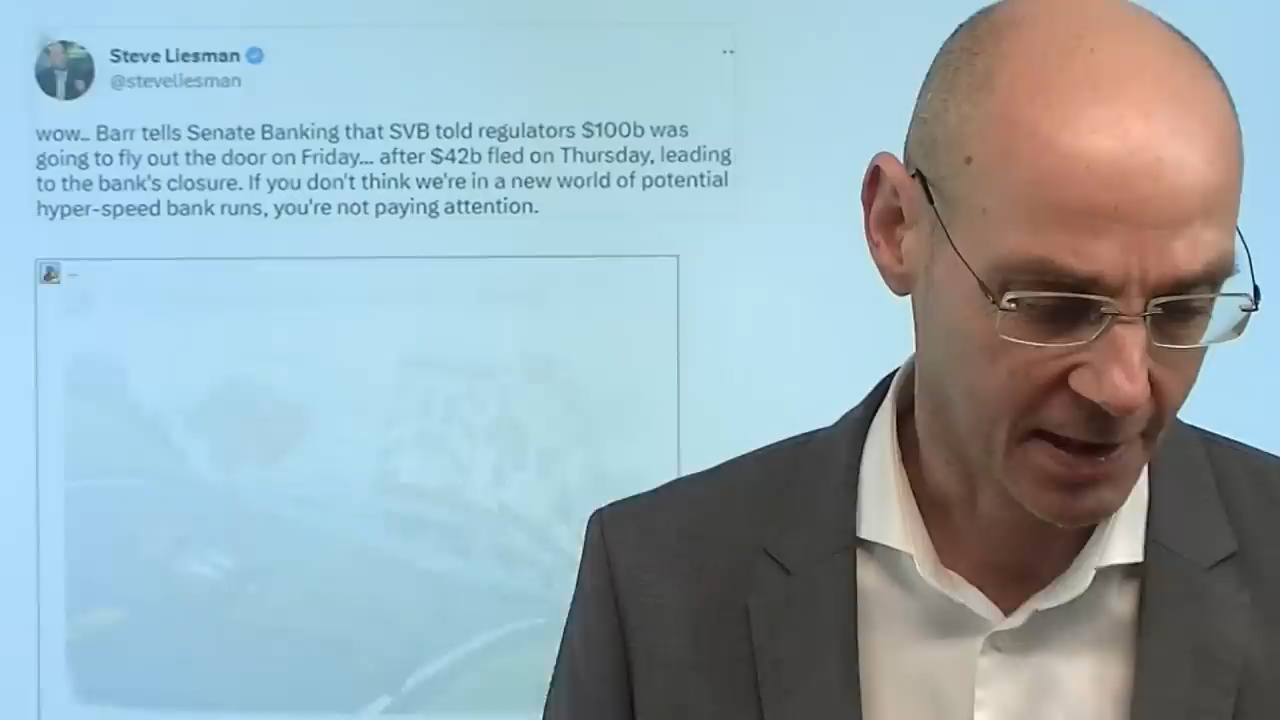 Steve Liesman
@steveliesman
wow... Barr tells Senate Banking that SVB told regulators $100b was
going to fly out the door on Friday... after $42b fled on Thursday, leading
to the bank's closure. If you don't think we're in a new world of potential
hyper-speed bank runs, you're not paying attention.